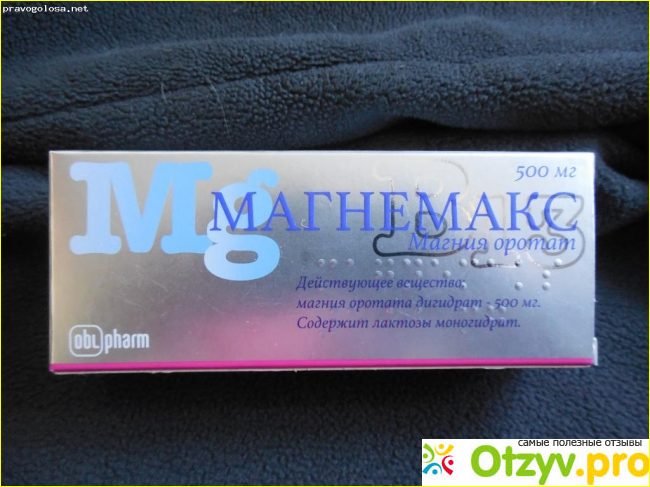 pravogolosa.net
500 мг
Mg
МАГНЕМАКС
Магния оротат
Действующее вещество:
магния оротата дигидрат - 500 мг.
Содержит лактозы моногидрит.
obl pharm
самые полезные отзывы
Otzyv.pro